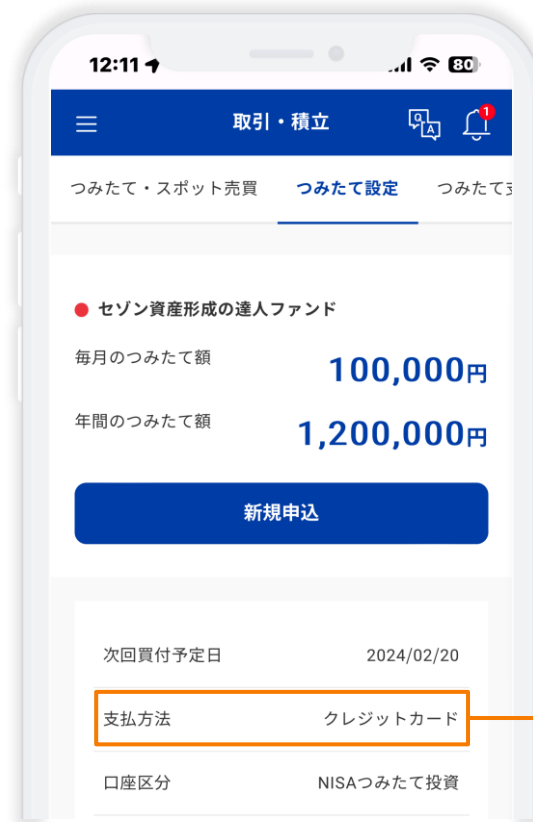 12:11
80
取引・積立
Q
A
1
つみたて・スポット売買 つみたて設定 つみたて
セゾン資産形成の達人ファンド
毎月のつみたて額
100,000円
年間のつみたて額
1,200,000円
新規申込
次回買付予定日 2024/02/20
支払方法 クレジットカード
口座区分 NISAつみたて投資